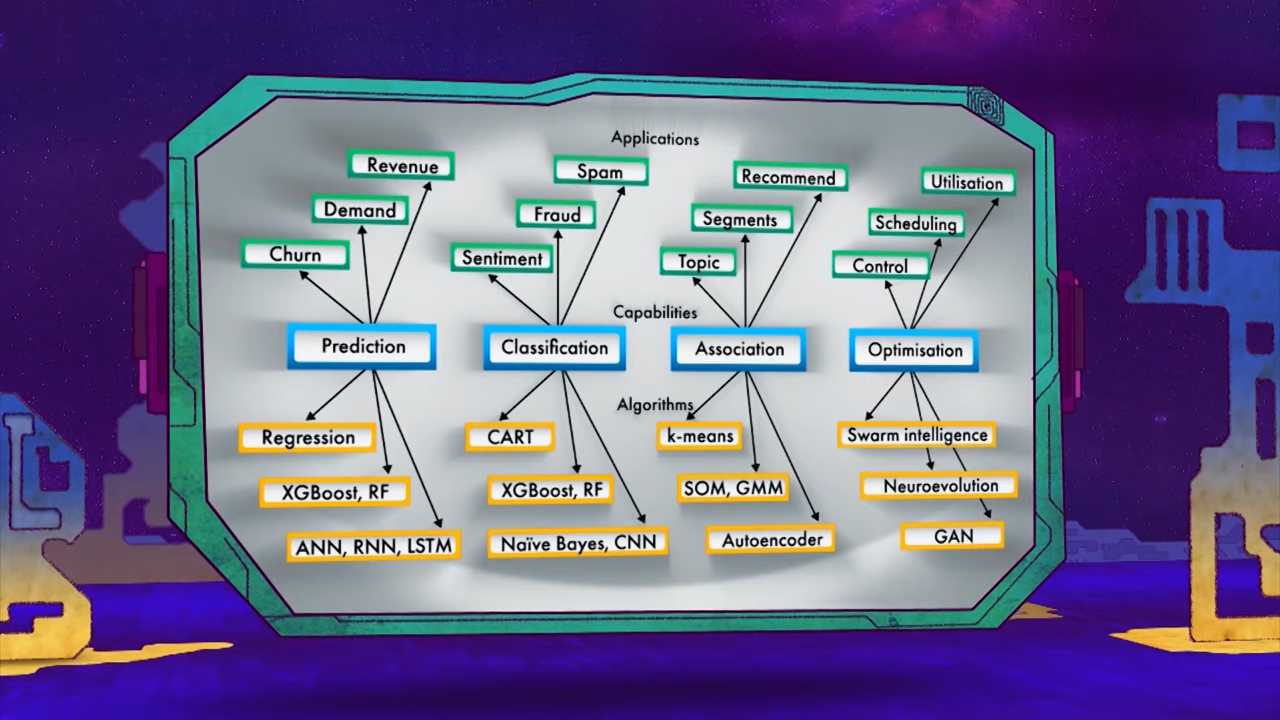 Applications
Revenue
Spam
Recommend
Utilisation
Demand
Fraud
Segments
Scheduling
Churn
Sentiment
Topic
Control
Capabilities
Prediction
Classification
Association
Optimisation
Algorithms
Regression
CART
k-means
Swarm intelligence
XGBoost, RF
XGBoost, RF
SOM, GMM
Neuroevolution
ANN, RNN, LSTM
Naïve Bayes, CNN
Autoencoder
GAN